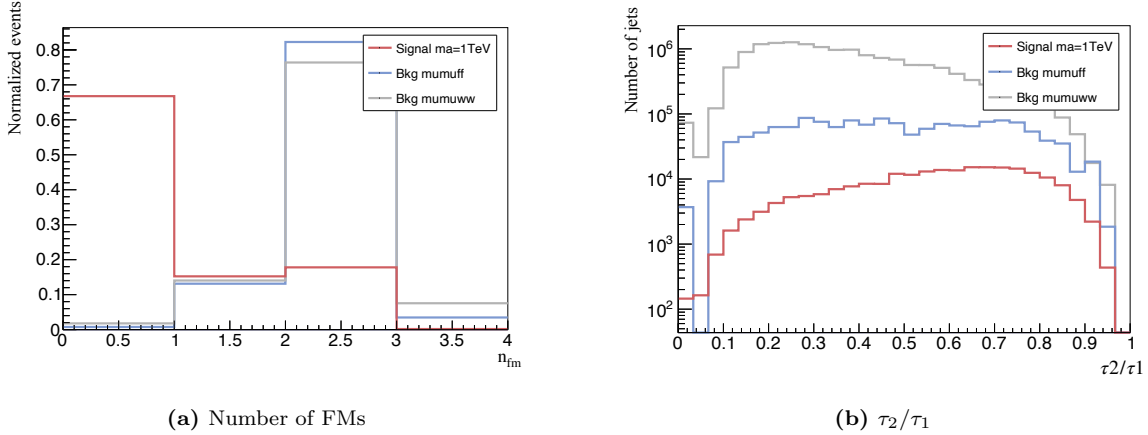 Normalized events
0.8
0.7
0.6
0.5
0.4
0.3
0.2
0.1
0
0 0.5 1 1.5 2 2.5 3 3.5 4
n_fm
Signal ma=1TeV
Bkg mumuff
Bkg mumuww
(a) Number of FMs
Number of jets
10^6
10^5
10^4
10^3
10^2
0 0.1 0.2 0.3 0.4 0.5 0.6 0.7 0.8 0.9 1
τ2/τ1
Signal ma=1TeV
Bkg mumuff
Bkg mumuww
(b) τ₂/τ₁